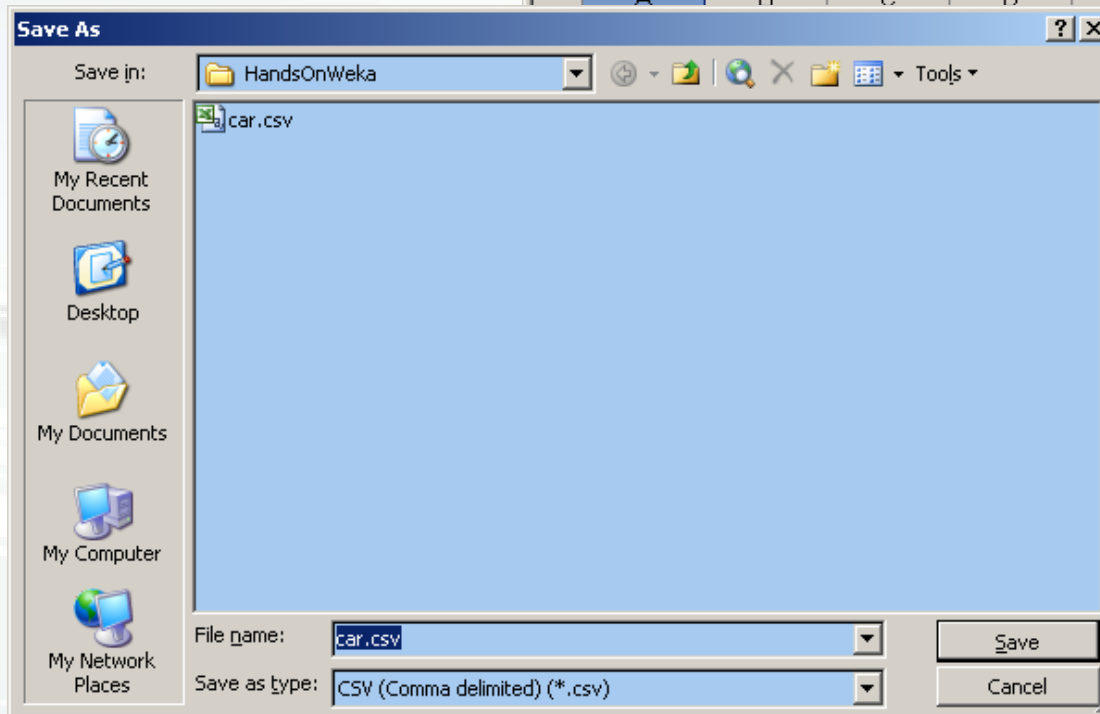 Save As
Save in:
HandsOnWeka
Tools
car.csv
My Recent
Documents
Desktop
My Documents
My Computer
My Network
Places
File name:
car.csv
Save
Save as type:
CSV (Comma delimited) (*.csv)
Cancel